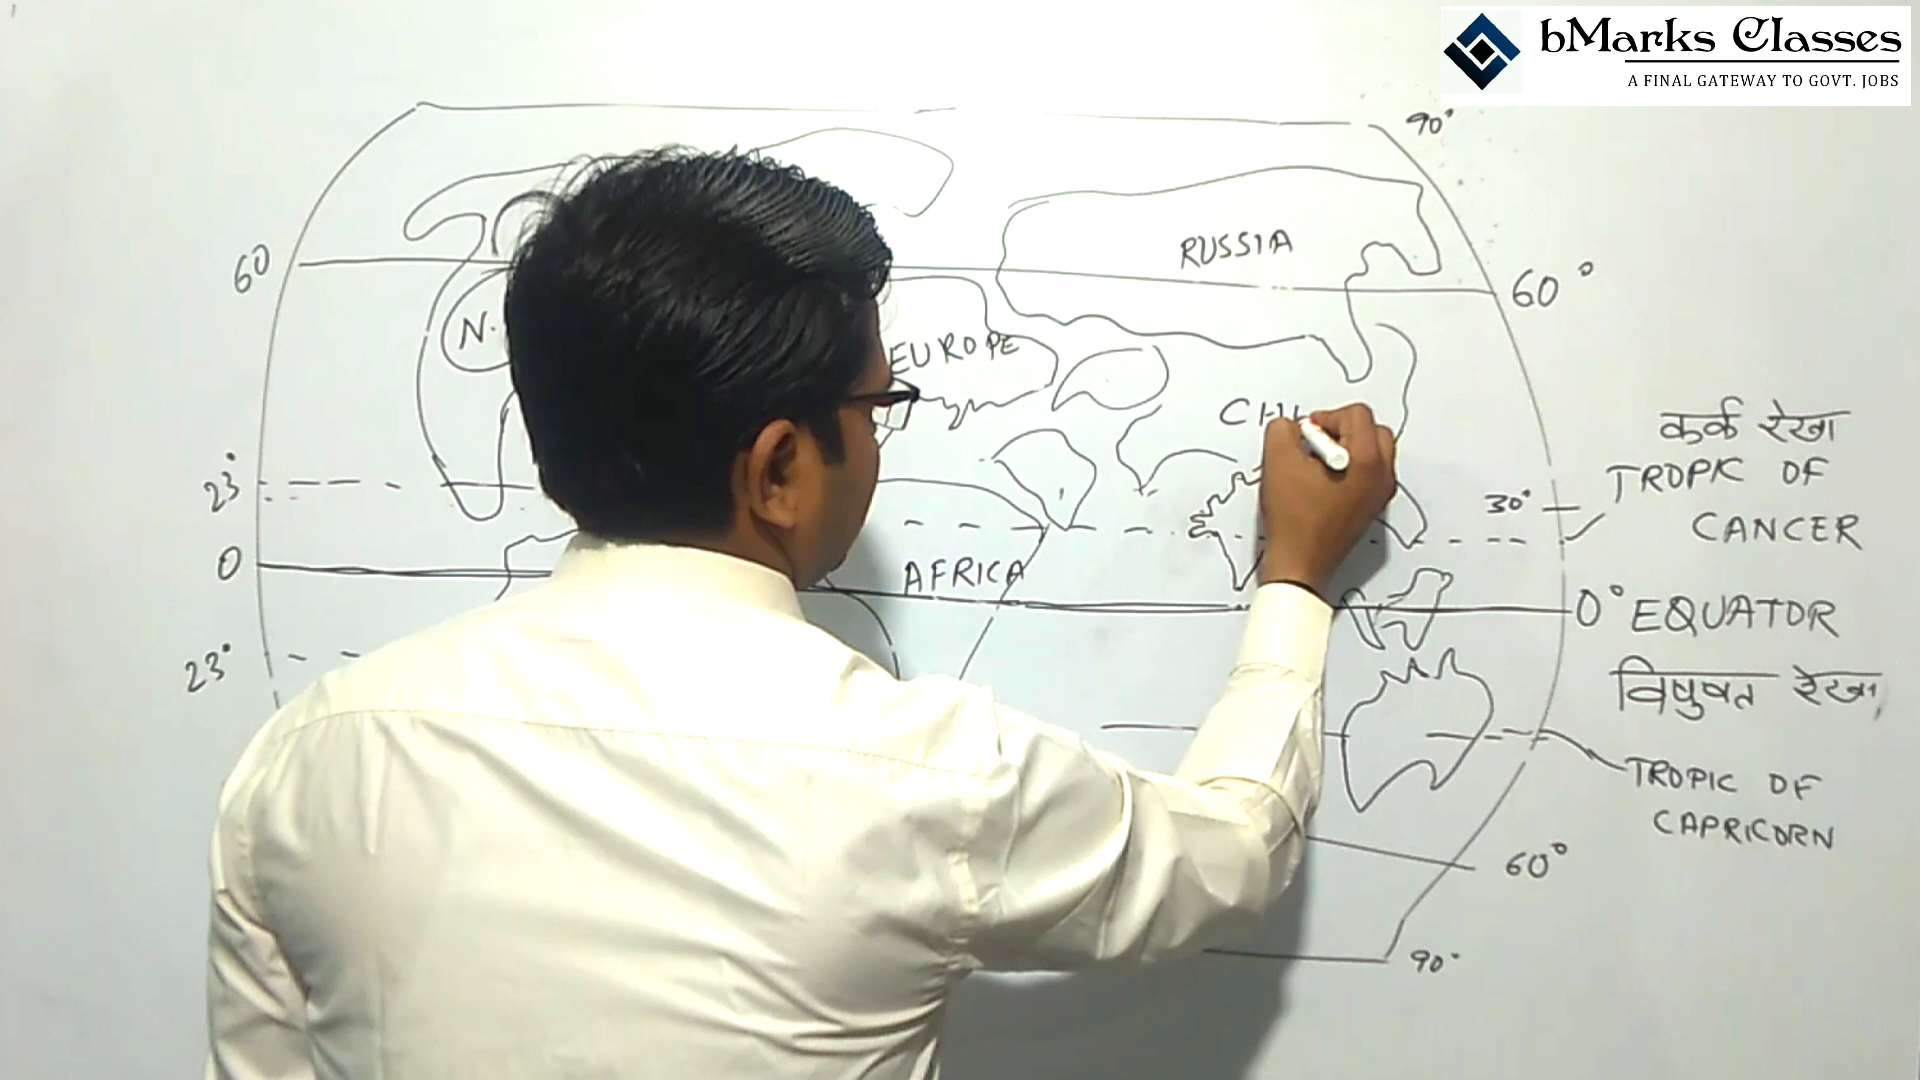 bMarks Classes
A FINAL GATEWAY TO GOVT. JOBS
90°
RUSSIA
60
60°
N.
EUROPE
CHI
कर्क रेखा
TROPIC OF
CANCER
23°
30°
0
AFRICA
0° EQUATOR
विषुवत रेखा
23°
TROPIC OF
CAPRICORN
60°
90°